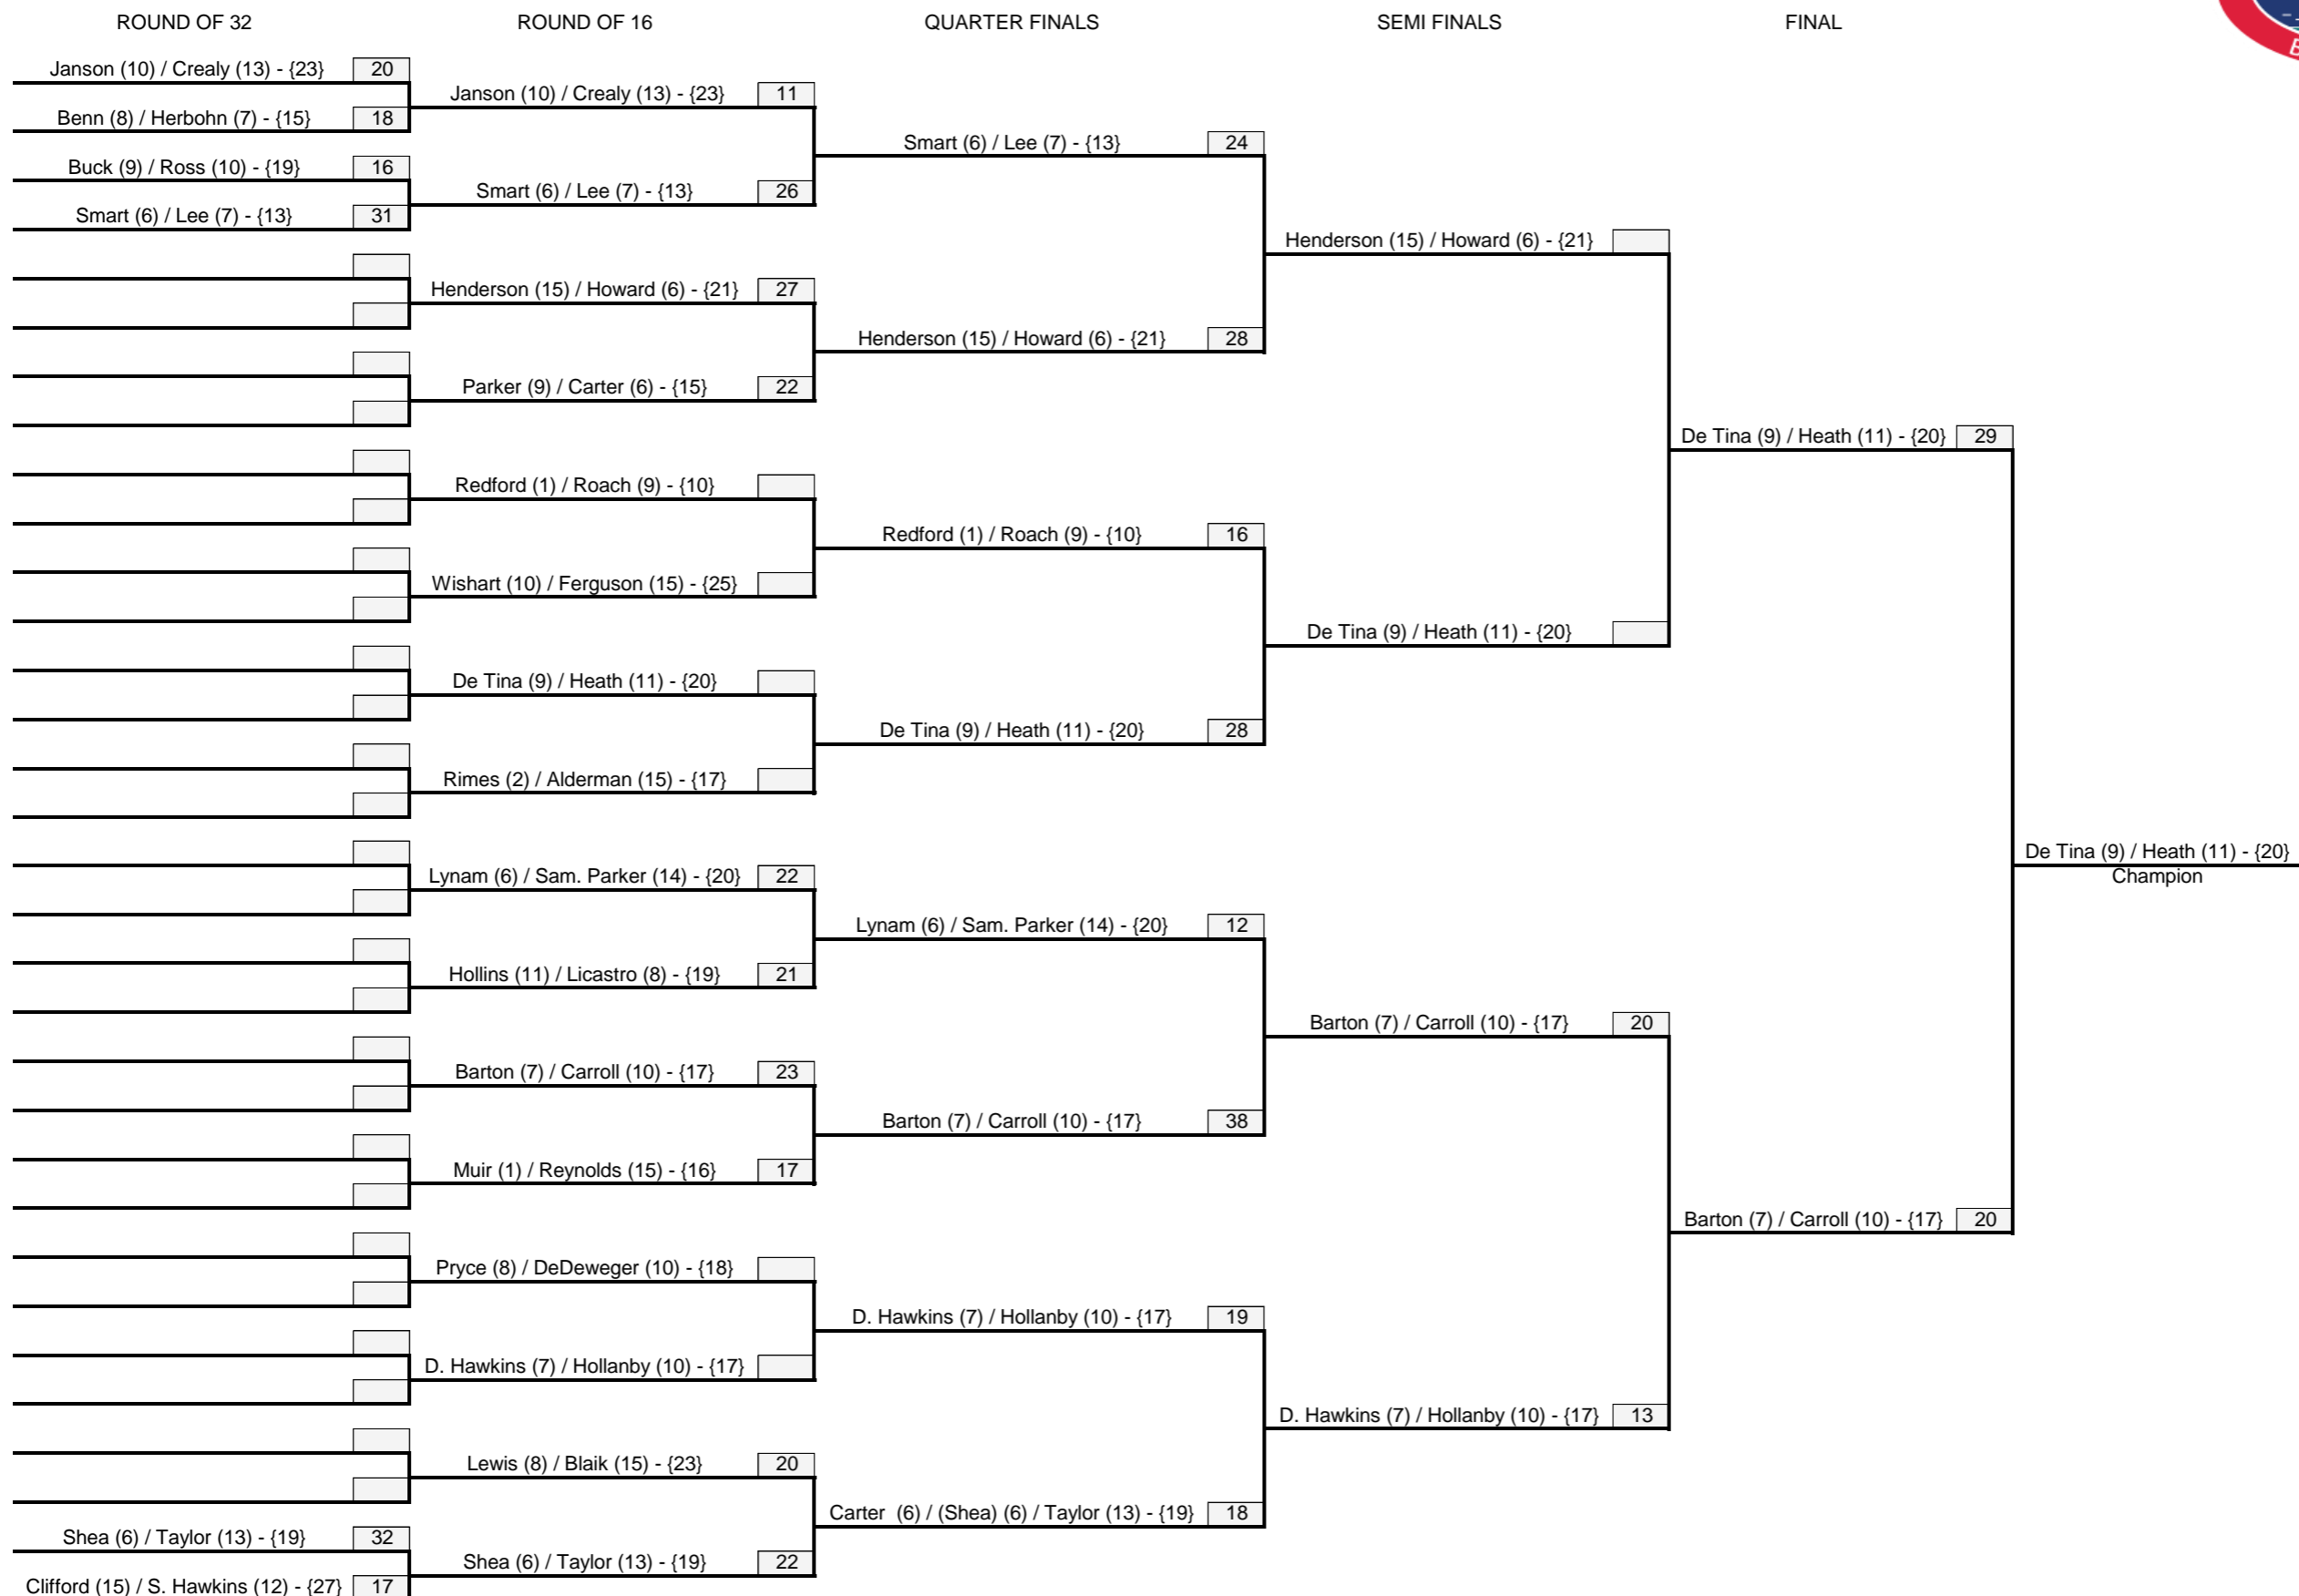 ROUND OF 32 ROUND OF 16 QUARTER FINALS SEMI FINALS FINAL
Janson (10) / Crealy (13) - {23} 20
Janson (10) / Crealy (13) - {23} 11
Benn (8) / Herbohn (7) - {15} 18
Smart (6) / Lee (7) - {13} 24
Buck (9) / Ross (10) - {19} 16
Smart (6) / Lee (7) - {13} 26
Smart (6) / Lee (7) - {13} 31
Henderson (15) / Howard (6) - {21}
Henderson (15) / Howard (6) - {21} 27
Henderson (15) / Howard (6) - {21} 28
Parker (9) / Carter (6) - {15} 22
De Tina (9) / Heath (11) - {20} 29
Redford (1) / Roach (9) - {10}
Redford (1) / Roach (9) - {10} 16
Wishart (10) / Ferguson (15) - {25}
De Tina (9) / Heath (11) - {20}
De Tina (9) / Heath (11) - {20}
De Tina (9) / Heath (11) - {20} 28
Rimes (2) / Alderman (15) - {17}
De Tina (9) / Heath (11) - {20}
Champion
Lynam (6) / Sam. Parker (14) - {20} 22
Lynam (6) / Sam. Parker (14) - {20} 12
Hollins (11) / Licastro (8) - {19} 21
Barton (7) / Carroll (10) - {17} 20
Barton (7) / Carroll (10) - {17} 23
Barton (7) / Carroll (10) - {17} 38
Muir (1) / Reynolds (15) - {16} 17
Barton (7) / Carroll (10) - {17} 20
Pryce (8) / DeDeweger (10) - {18}
D. Hawkins (7) / Hollanby (10) - {17} 19
D. Hawkins (7) / Hollanby (10) - {17}
D. Hawkins (7) / Hollanby (10) - {17} 13
Lewis (8) / Blaik (15) - {23} 20
Carter (6) / (Shea) (6) / Taylor (13) - {19} 18
Shea (6) / Taylor (13) - {19} 32
Shea (6) / Taylor (13) - {19} 22
Clifford (15) / S. Hawkins (12) - {27} 17